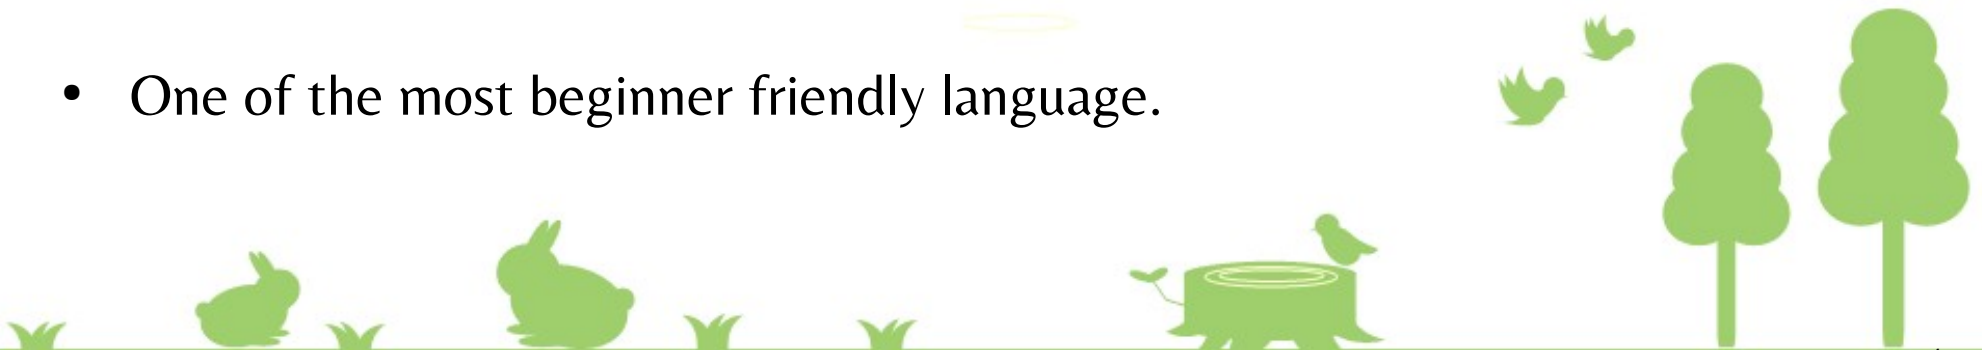 • One of the most beginner friendly language.